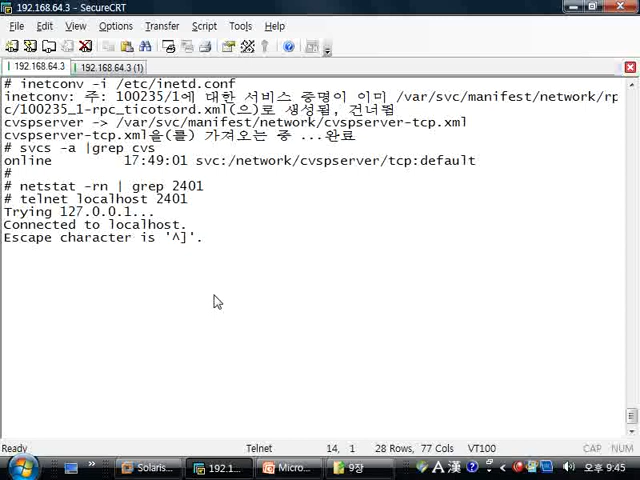 192.168.64.3 - SecureCRT
File Edit View Options Transfer Script Tools Help
192.168.64.3 192.168.64.3 (1)
# inetconv -i /etc/inetd.conf
inetconv: 주: 100235/1에 대한 서비스 증명이 이미 /var/svc/manifest/network/rp
c/100235_1-rpc_ticotsord.xml(으)로 생성됨, 건너뜀
cvspserver -> /var/svc/manifest/network/cvspserver-tcp.xml
cvspserver-tcp.xml을(를) 가져오는 중 ...완료
# svcs -a |grep cvs
online 17:49:01 svc:/network/cvspserver/tcp:default
#
# netstat -rn | grep 2401
# telnet localhost 2401
Trying 127.0.0.1...
Connected to localhost.
Escape character is '^]'.
Ready Telnet 14, 1 28 Rows, 77 Cols VT100 CAP NUM
Solaris... 192.1... Micro... 9장 A 漢 오후 9:45